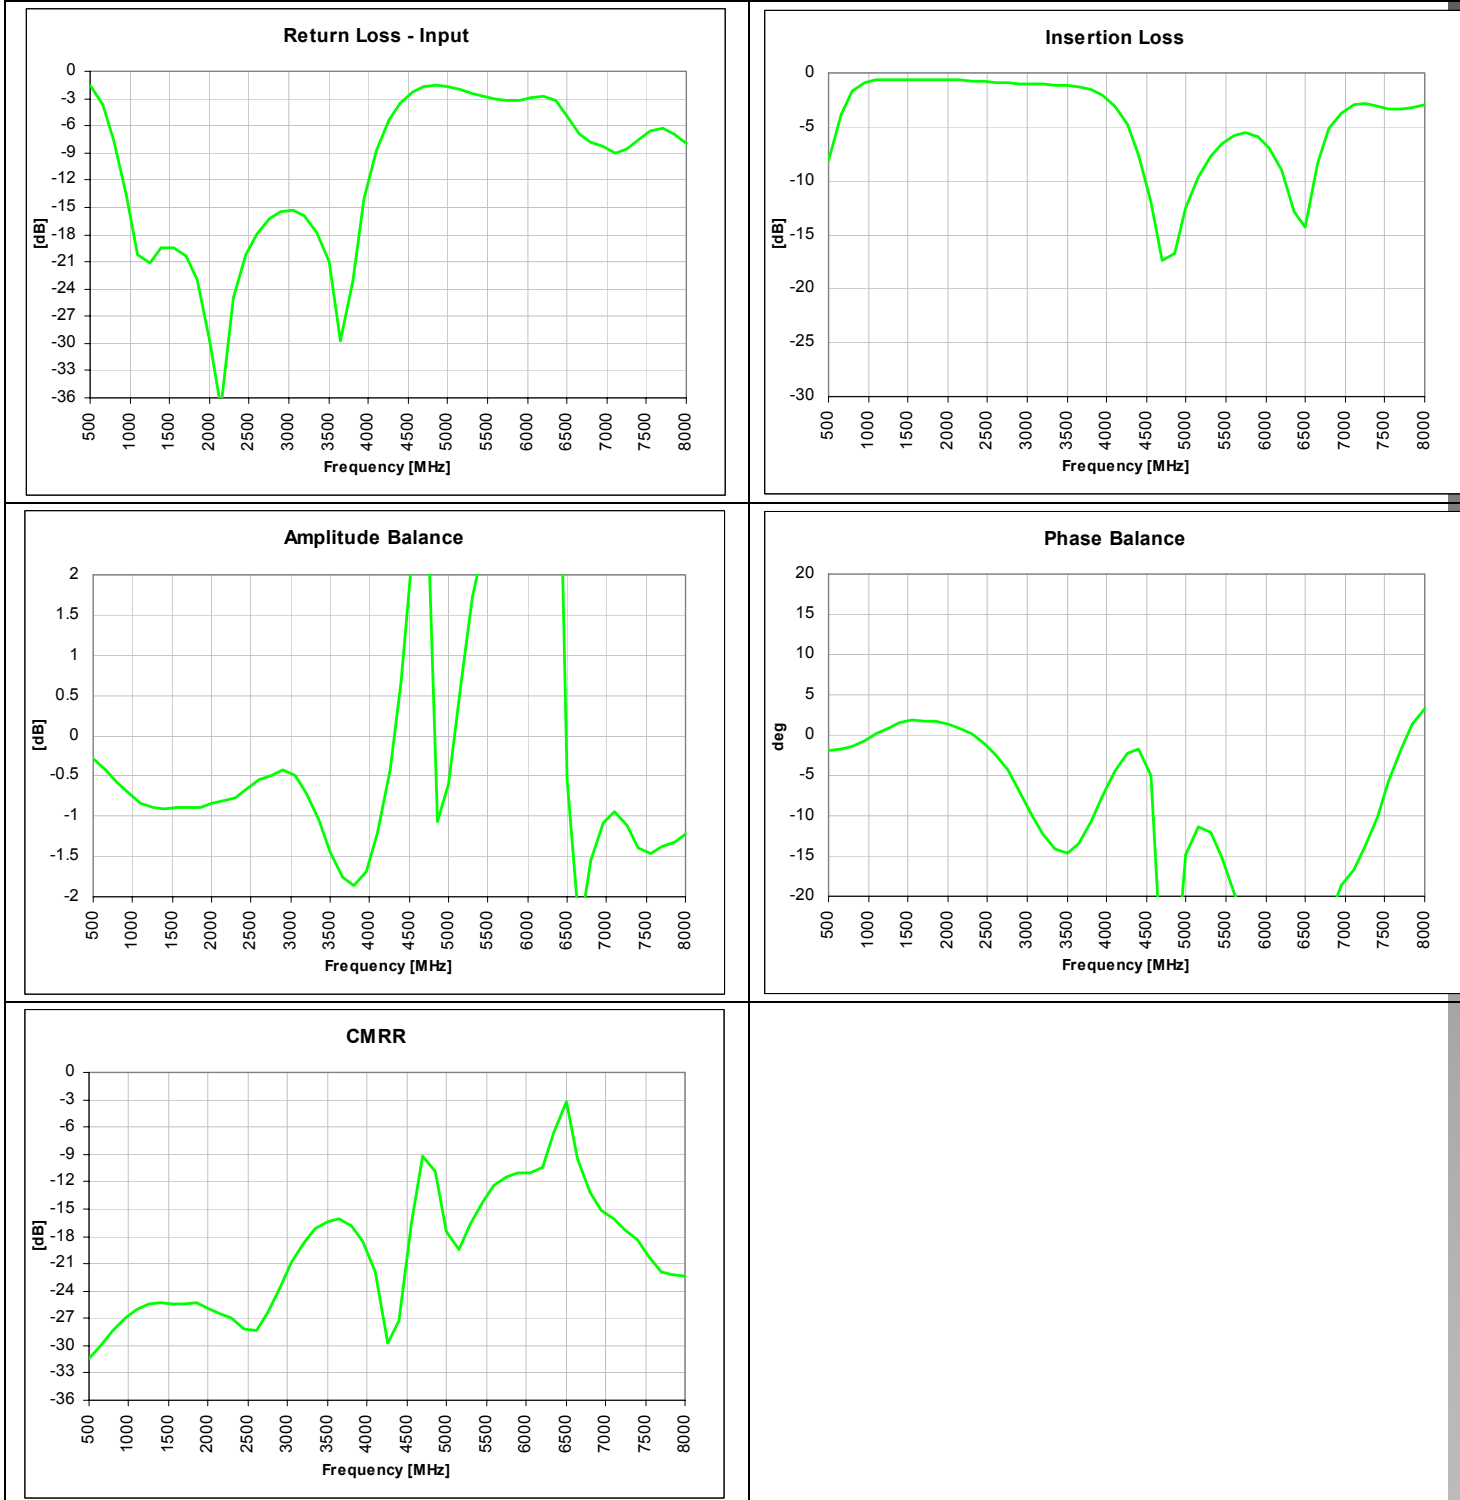 Return Loss - Input
0
-3
-6
-9
-12
-15
-18
-21
-24
-27
-30
-33
-36
[dB]
500 1000 1500 2000 2500 3000 3500 4000 4500 5000 5500 6000 6500 7000 7500 8000
Frequency [MHz]
Insertion Loss
0
-5
-10
-15
-20
-25
-30
[dB]
500 1000 1500 2000 2500 3000 3500 4000 4500 5000 5500 6000 6500 7000 7500 8000
Frequency [MHz]
Amplitude Balance
2
1.5
1
0.5
0
-0.5
-1
-1.5
-2
[dB]
500 1000 1500 2000 2500 3000 3500 4000 4500 5000 5500 6000 6500 7000 7500 8000
Frequency [MHz]
Phase Balance
20
15
10
5
0
-5
-10
-15
-20
deg
500 1000 1500 2000 2500 3000 3500 4000 4500 5000 5500 6000 6500 7000 7500 8000
Frequency [MHz]
CMRR
0
-3
-6
-9
-12
-15
-18
-21
-24
-27
-30
-33
-36
[dB]
500 1000 1500 2000 2500 3000 3500 4000 4500 5000 5500 6000 6500 7000 7500 8000
Frequency [MHz]